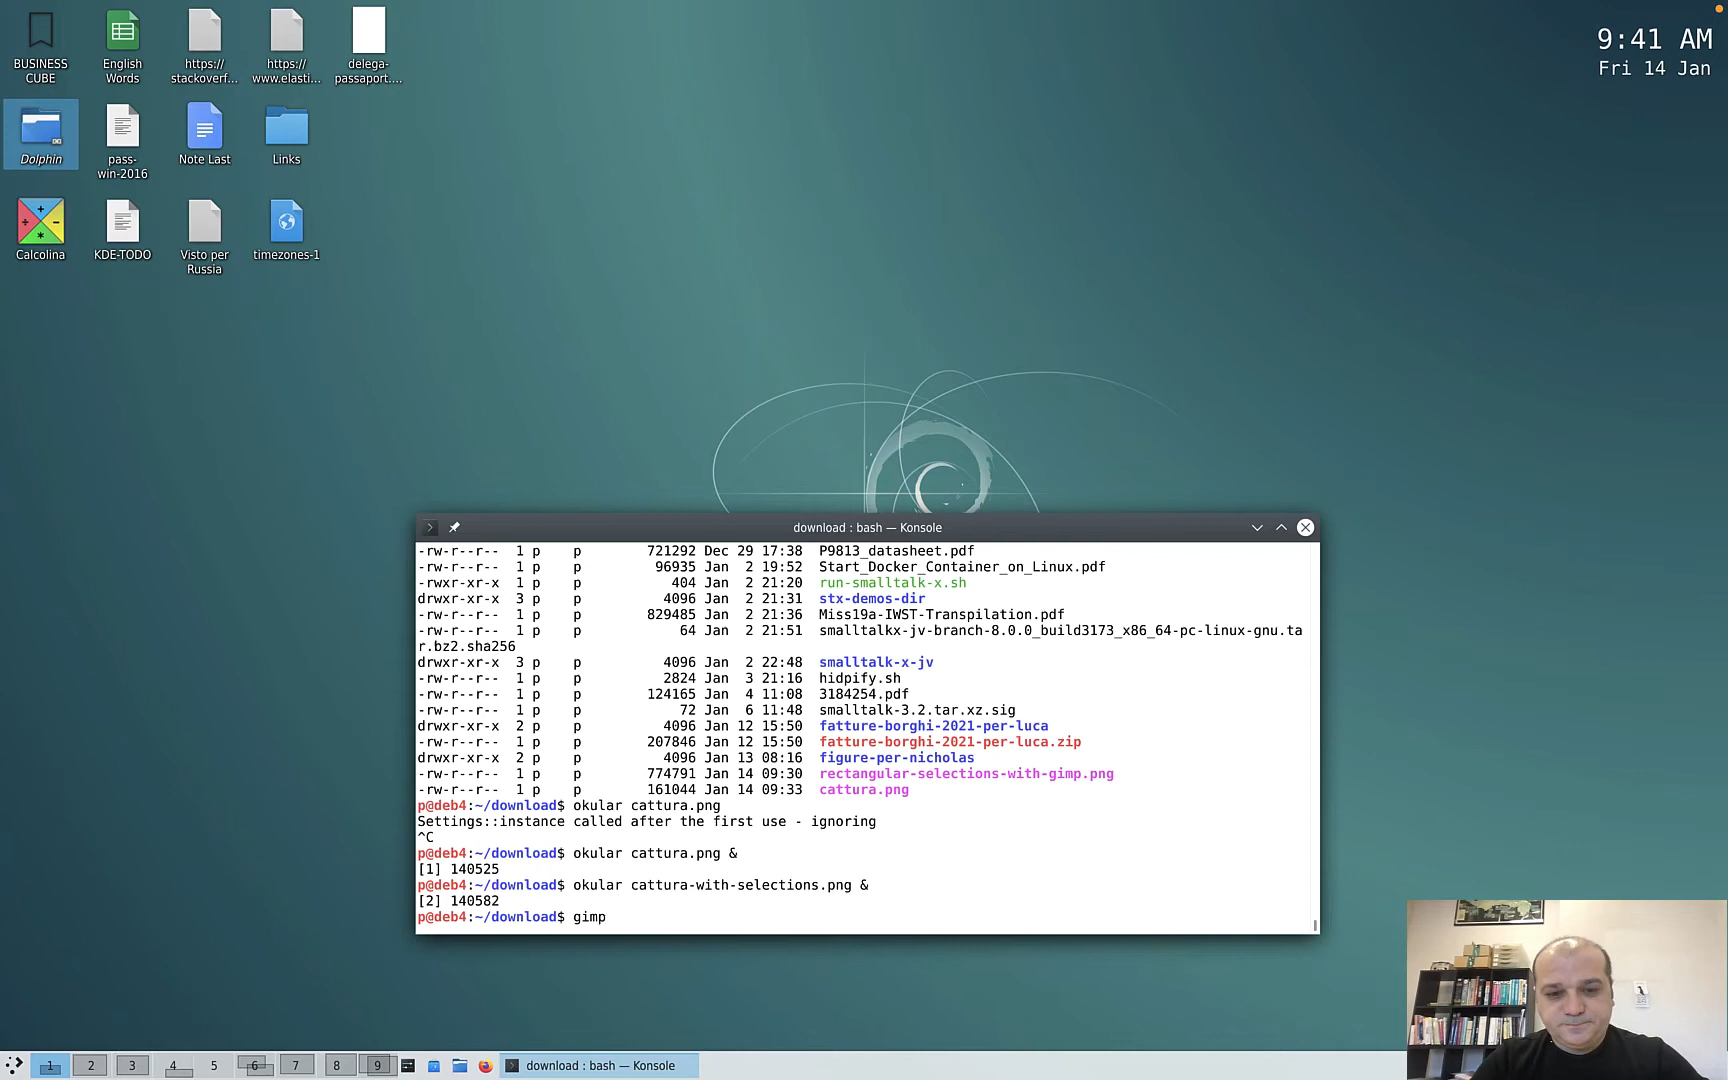 BUSINESS
CUBE
English
Words
https://
stackoverf...
https://
www.elasti...
delega-
passaport....
9:41 AM
Fri 14 Jan
Dolphin
pass-
win-2016
Note Last
Links
Calcolina
KDE-TODO
Visto per
Russia
timezones-1
download : bash — Konsole
-rw-r--r-- 1 p p 721292 Dec 29 17:38 P9813_datasheet.pdf
-rw-r--r-- 1 p p 96935 Jan 2 19:52 Start_Docker_Container_on_Linux.pdf
-rwxr-xr-x 1 p p 404 Jan 2 21:20 run-smalltalk-x.sh
drwxr-xr-x 3 p p 4096 Jan 2 21:31 stx-demos-dir
-rw-r--r-- 1 p p 829485 Jan 2 21:36 Miss19a-IWST-Transpilation.pdf
-rw-r--r-- 1 p p 64 Jan 2 21:51 smalltalkx-jv-branch-8.0.0_build3173_x86_64-pc-linux-gnu.ta
r.bz2.sha256
drwxr-xr-x 3 p p 4096 Jan 2 22:48 smalltalk-x-jv
-rw-r--r-- 1 p p 2824 Jan 3 21:16 hidpify.sh
-rw-r--r-- 1 p p 124165 Jan 4 11:08 3184254.pdf
-rw-r--r-- 1 p p 72 Jan 6 11:48 smalltalk-3.2.tar.xz.sig
drwxr-xr-x 2 p p 4096 Jan 12 15:50 fatture-borghi-2021-per-luca
-rw-r--r-- 1 p p 207846 Jan 12 15:50 fatture-borghi-2021-per-luca.zip
drwxr-xr-x 2 p p 4096 Jan 13 08:16 figure-per-nicholas
-rw-r--r-- 1 p p 774791 Jan 14 09:30 rectangular-selections-with-gimp.png
-rw-r--r-- 1 p p 161044 Jan 14 09:33 cattura.png
p@deb4:~/download$ okular cattura.png
Settings::instance called after the first use - ignoring
^C
p@deb4:~/download$ okular cattura.png &
[1] 140525
p@deb4:~/download$ okular cattura-with-selections.png &
[2] 140582
p@deb4:~/download$ gimp
1 2 3 4 5 6 7 8 9
download : bash — Konsole